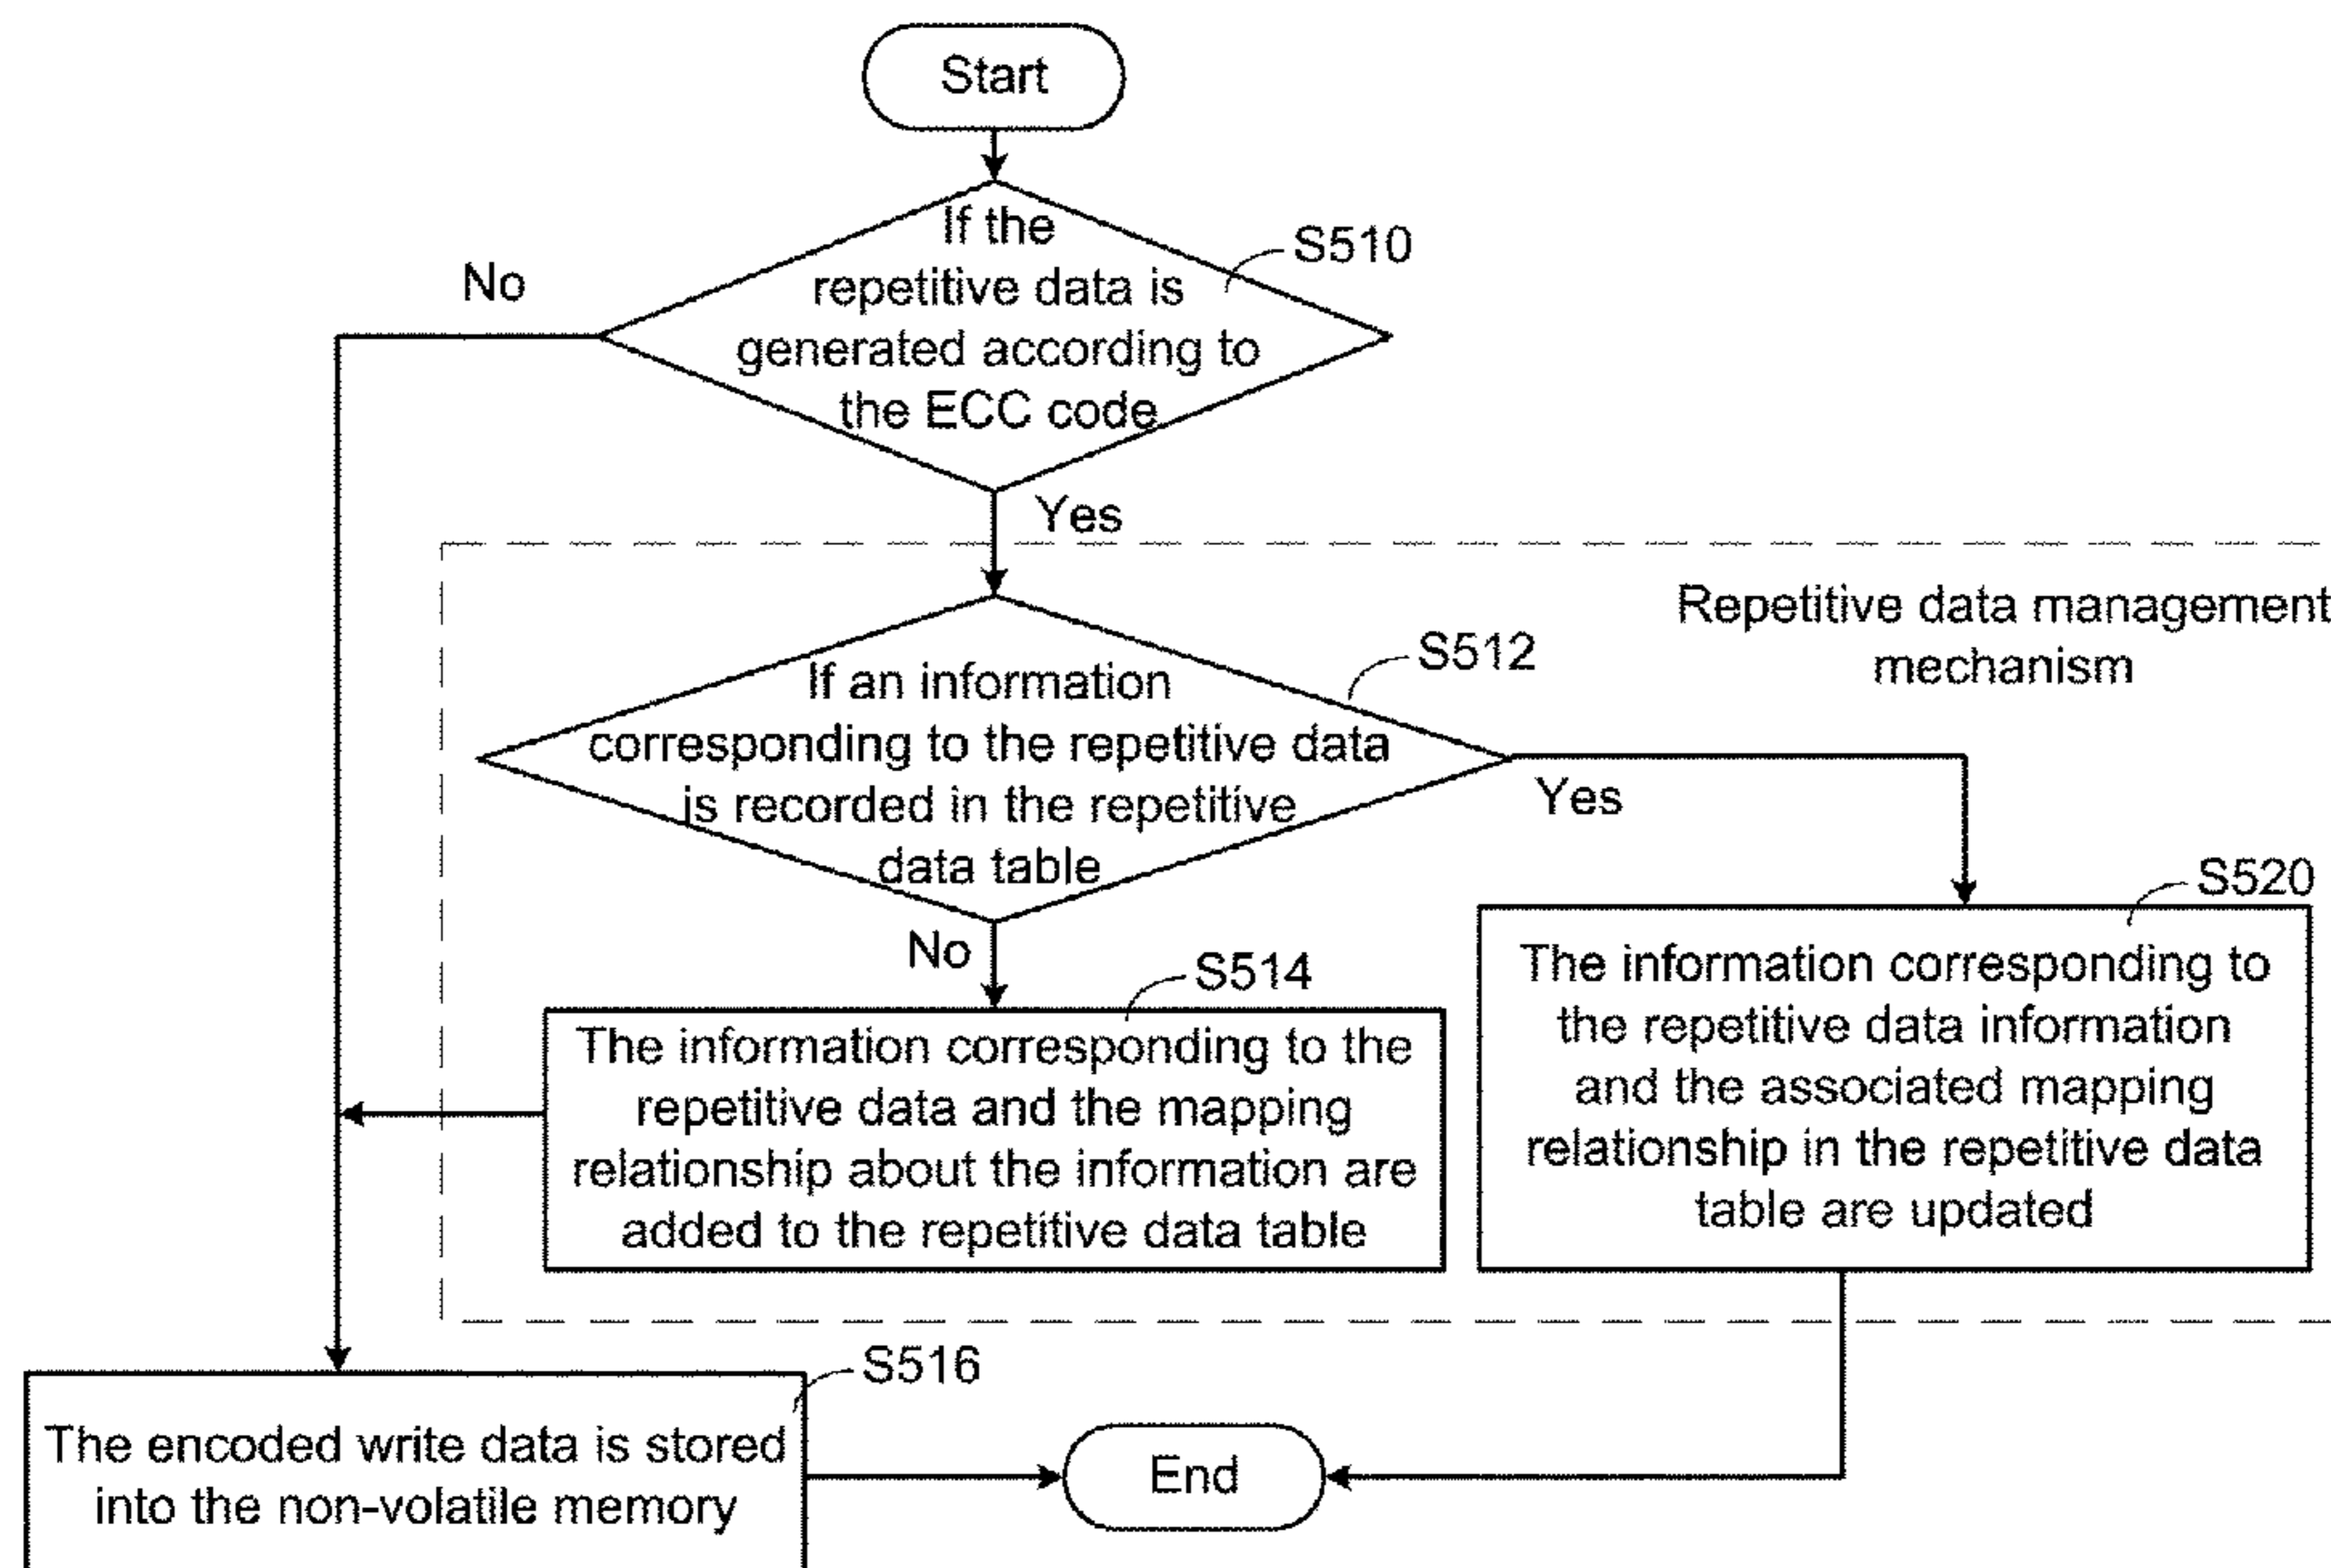 Start
If the
repetitive data is
generated according to
the ECC code
S510
No
Yes
Repetitive data management
mechanism
If an information
corresponding to the repetitive data
is recorded in the repetitive
data table
S512
Yes
No
S514
The information corresponding to the
repetitive data and the mapping
relationship about the information are
added to the repetitive data table
S520
The information corresponding to
the repetitive data information
and the associated mapping
relationship in the repetitive data
table are updated
S516
The encoded write data is stored
into the non-volatile memory
End